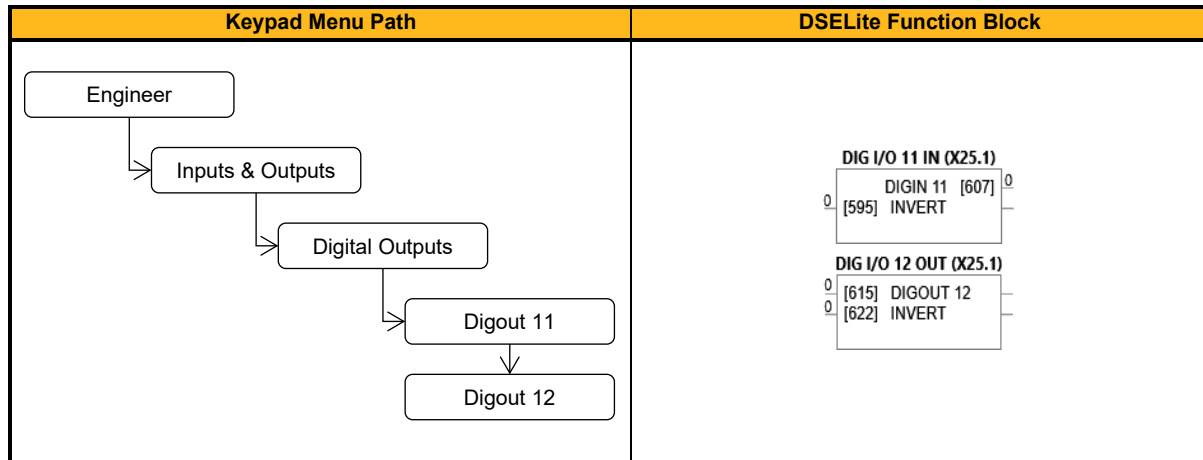 Keypad Menu Path
DSELite Function Block
Engineer
Inputs & Outputs
Digital Outputs
Digout 11
Digout 12
DIG I/O 11 IN (X25.1)
DIGIN 11 [607] 0
0 [595] INVERT
DIG I/O 12 OUT (X25.1)
0 [615] DIGOUT 12
0 [622] INVERT